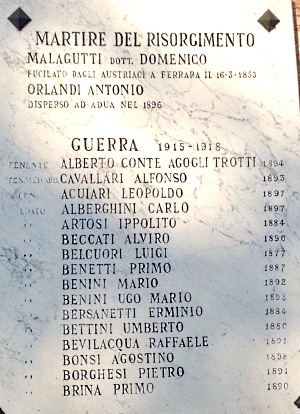 MARTIRE DEL RISORGIMENTO
MALAGUTTI DOTT. DOMENICO
FUCILATO DAGLI AUSTRIACI A FERRARA IL 16-3-1853
ORLANDI ANTONIO
DISPERSO AD ADUA NEL 1896
GUERRA 1915-1918
TENENTE ALBERTO CONTE AGOGLI TROTTI 1894
CAVALLARI ALFONSO 1893
ACUIARI LEOPOLDO 1897
ALBERGHINI CARLO 1897
" ARTOSI IPPOLITO 1884
" BECCATI ALVIRO 1890
" BELCUORI LUIGI 1877
" BENETTI PRIMO 1887
" BENINI MARIO 1892
" BENINI UGO MARIO 1893
" BERSANETTI ERMINIO 1884
" BETTINI UMBERTO 1880
" BEVILACQUA RAFFAELE 1891
" BONSI AGOSTINO 1898
" BORGHESI PIETRO 1891
" BRINA PRIMO 1890